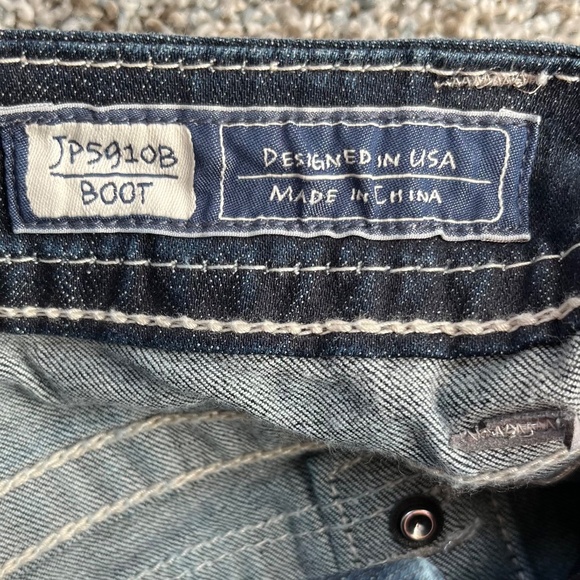 JP5910B
BOOT
DESIGNED IN USA
MADE IN CHINA